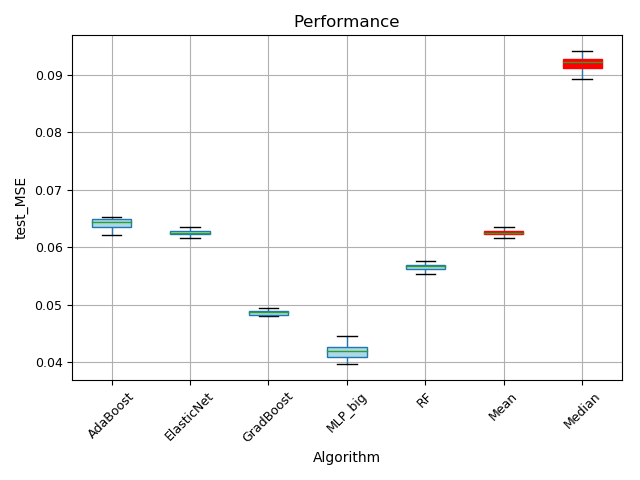 Performance
0.09
0.08
0.07
0.06
0.05
0.04
test_MSE
AdaBoost
ElasticNet
GradBoost
MLP_big
RF
Mean
Median
Algorithm